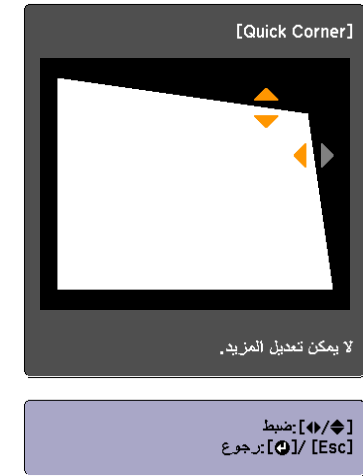 [Quick Corner]
لا يمكن تعديل المزيد.
[⬍/⬌]:ضبط
[Esc] /[⏎]:رجوع